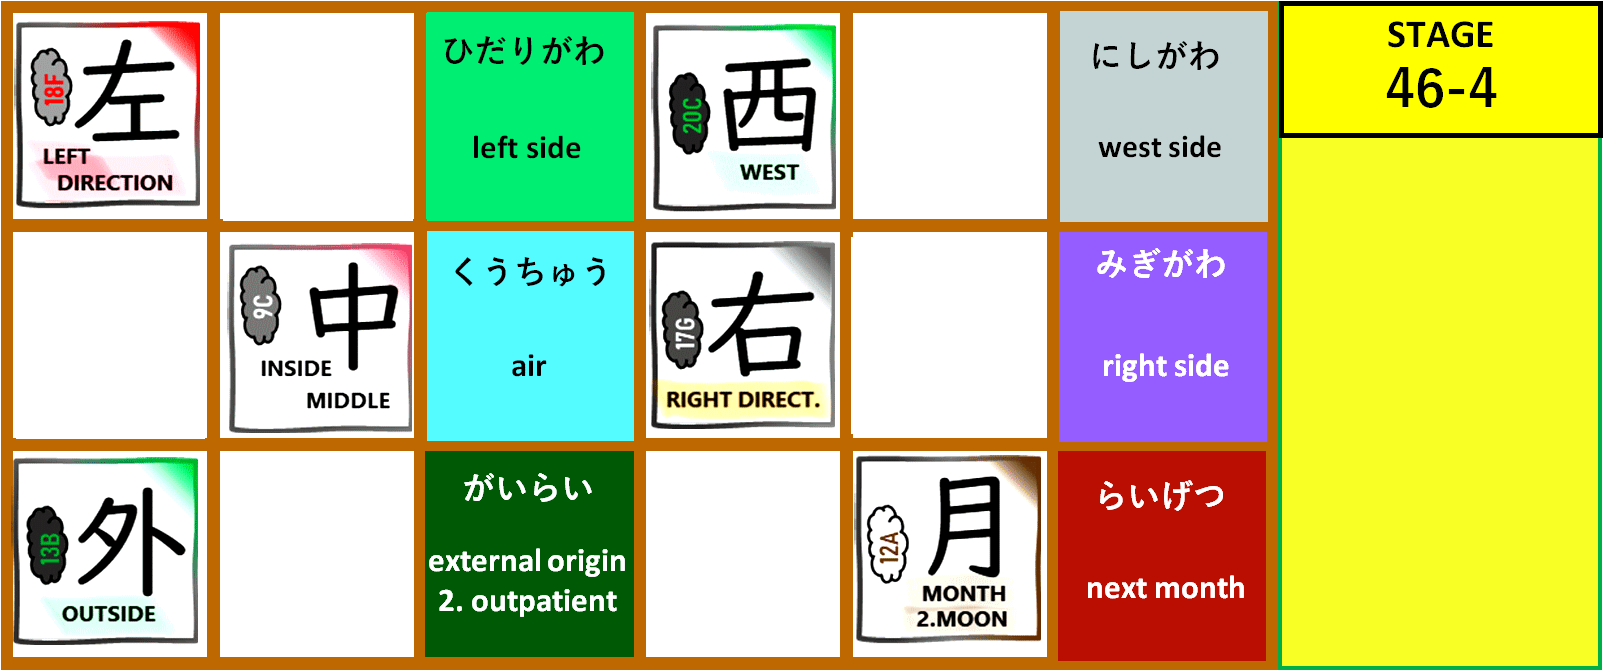 18F
左
LEFT
DIRECTION
ひだりがわ
left side
20C
西
WEST
にしがわ
west side
STAGE
46-4
9C
中
INSIDE
MIDDLE
くうちゅう
air
17G
右
RIGHT DIRECT.
みぎがわ
right side
13B
外
OUTSIDE
がいらい
external origin
2. outpatient
12A
月
MONTH
2.MOON
らいげつ
next month